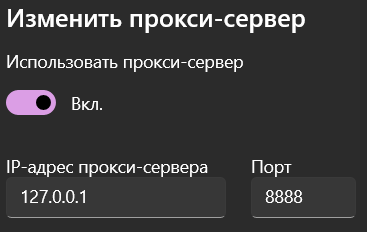 Изменить прокси-сервер
Использовать прокси-сервер
Вкл.
IP-адрес прокси-сервера Порт
127.0.0.1 8888